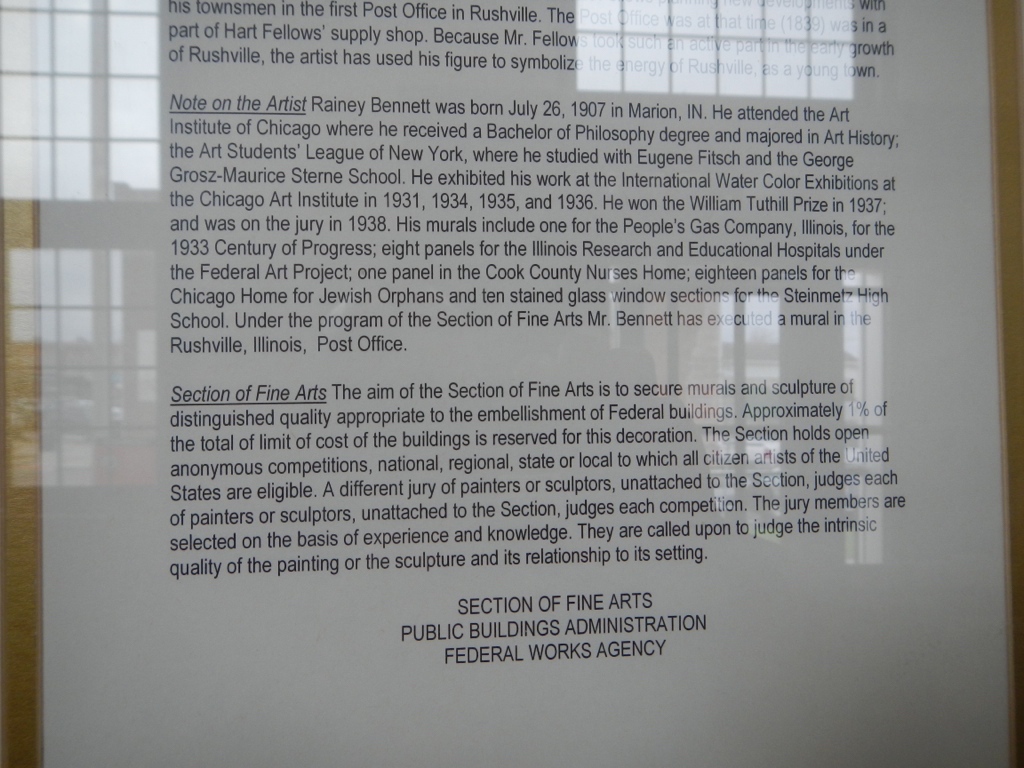 his townsmen in the first Post Office in Rushville. The Post Office was at that time (1839) was in a
part of Hart Fellows' supply shop. Because Mr. Fellows took such an active part in the early growth
of Rushville, the artist has used his figure to symbolize the energy of Rushville, as a young town.
Note on the Artist Rainey Bennett was born July 26, 1907 in Marion, IN. He attended the Art
Institute of Chicago where he received a Bachelor of Philosophy degree and majored in Art History;
the Art Students' League of New York, where he studied with Eugene Fitsch and the George
Grosz-Maurice Sterne School. He exhibited his work at the International Water Color Exhibitions at
the Chicago Art Institute in 1931, 1934, 1935, and 1936. He won the William Tuthill Prize in 1937;
and was on the jury in 1938. His murals include one for the People's Gas Company, Illinois, for the
1933 Century of Progress; eight panels for the Illinois Research and Educational Hospitals under
the Federal Art Project; one panel in the Cook County Nurses Home; eighteen panels for the
Chicago Home for Jewish Orphans and ten stained glass window sections for the Steinmetz High
School. Under the program of the Section of Fine Arts Mr. Bennett has executed a mural in the
Rushville, Illinois, Post Office.
Section of Fine Arts The aim of the Section of Fine Arts is to secure murals and sculpture of
distinguished quality appropriate to the embellishment of Federal buildings. Approximately 1% of
the total of limit of cost of the buildings is reserved for this decoration. The Section holds open
anonymous competitions, national, regional, state or local to which all citizen artists of the United
States are eligible. A different jury of painters or sculptors, unattached to the Section, judges each
of painters or sculptors, unattached to the Section, judges each competition. The jury members are
selected on the basis of experience and knowledge. They are called upon to judge the intrinsic
quality of the painting or the sculpture and its relationship to its setting.
SECTION OF FINE ARTS
PUBLIC BUILDINGS ADMINISTRATION
FEDERAL WORKS AGENCY